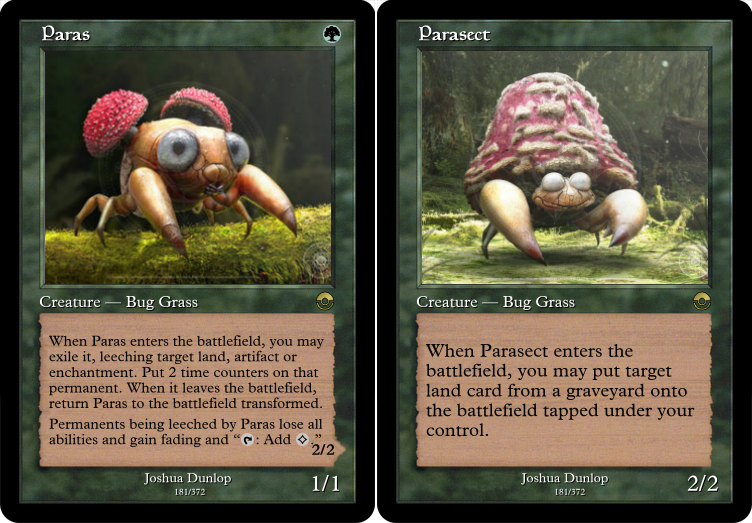 Paras
When Paras enters the battlefield, you may
exile it, leeching target land, artifact or
enchantment. Put 2 time counters on that
permanent. When it leaves the battlefield,
return Paras to the battlefield transformed.
Permanents being leeched by Paras lose all
abilities and gain fading and “: Add .”
2/2
Creature — Bug Grass
Joshua Dunlop
181/372
1/1
Parasect
Creature — Bug Grass
When Parasect enters the
battlefield, you may put target
land card from a graveyard onto
the battlefield tapped under your
control.
Joshua Dunlop
181/372
2/2